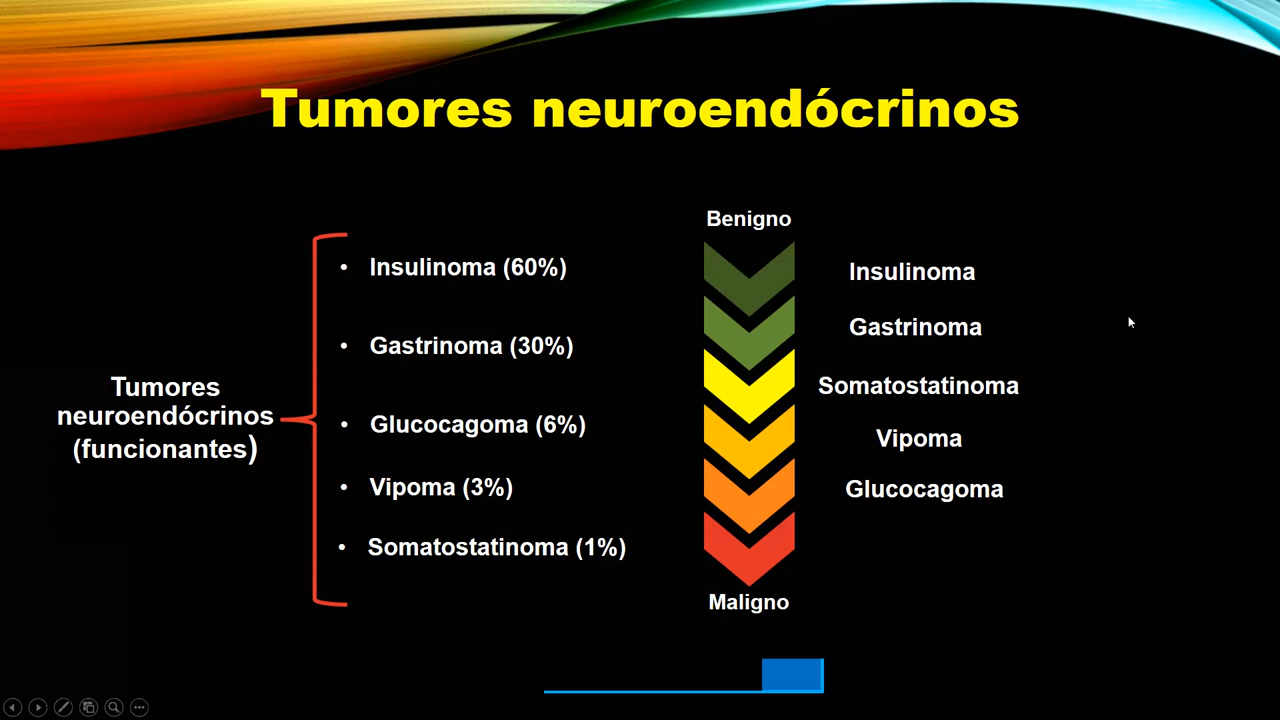 Tumores neuroendócrinos
Tumores
neuroendócrinos
(funcionantes)
• Insulinoma (60%)
• Gastrinoma (30%)
• Glucocagoma (6%)
• Vipoma (3%)
• Somatostatinoma (1%)
Benigno
Insulinoma
Gastrinoma
Somatostatinoma
Vipoma
Glucocagoma
Maligno